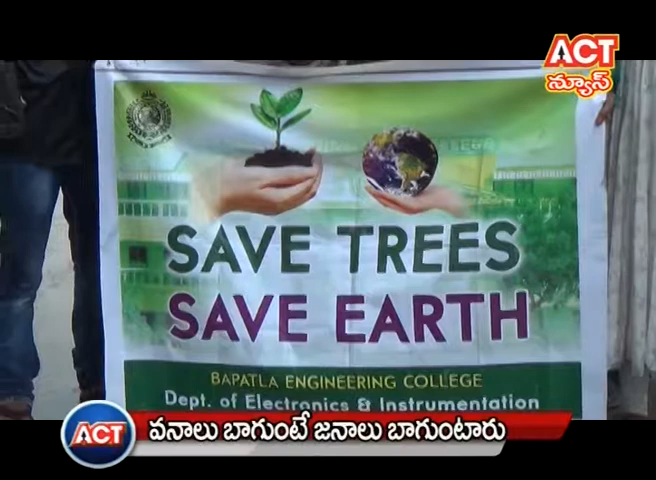 ACT
న్యూస్
SAVE TREES
SAVE EARTH
BAPATLA ENGINEERING COLLEGE
Dept. of Electronics & Instrumentation
ACT
వనాలు బాగుంటే జనాలు బాగుంటారు